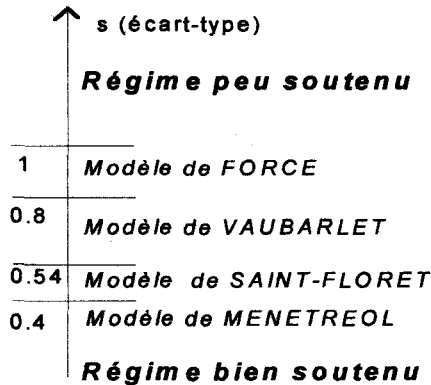 s (écart-type)
Régime peu soutenu
1 Modèle de FORCE
0.8 Modèle de VAUBARLET
0.54 Modèle de SAINT-FLORET
0.4 Modèle de MENETREOL
Régime bien soutenu